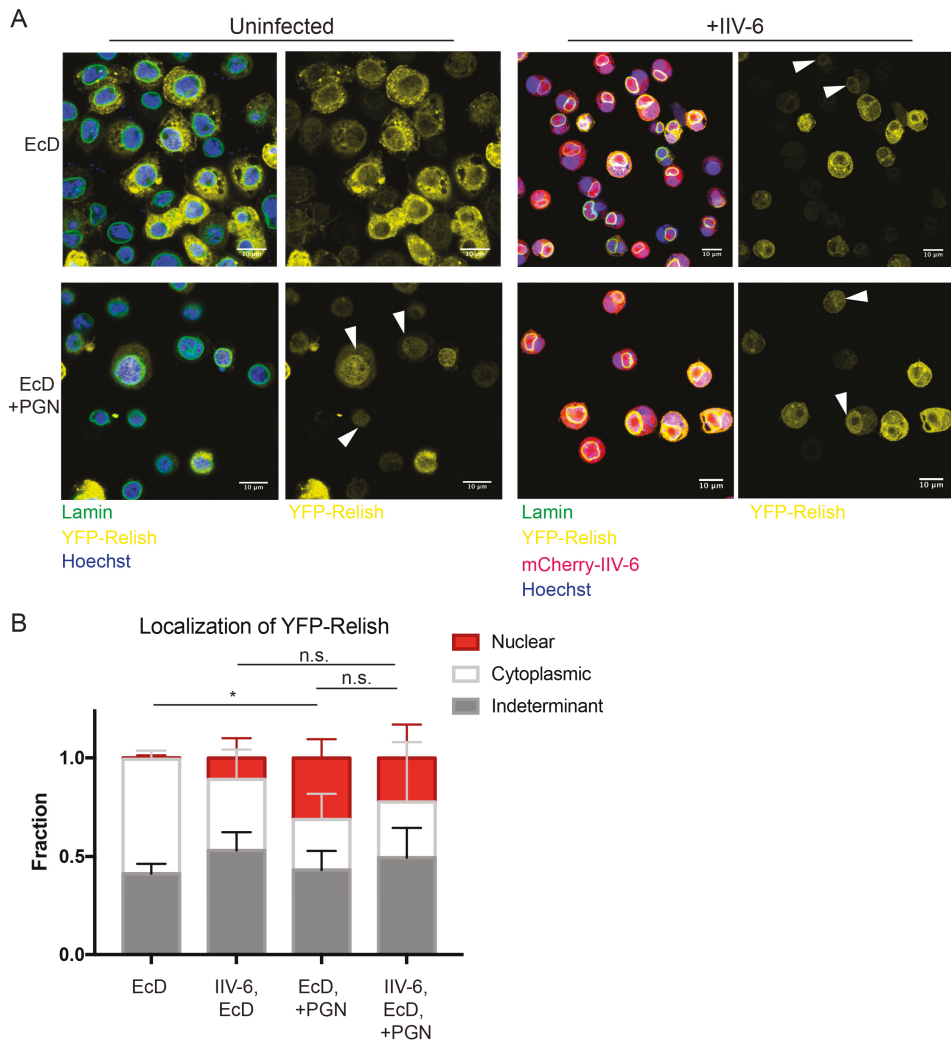 A
Uninfected
+IIV-6
EcD
10 µm
10 µm
10 µm
10 µm
EcD
+PGN
10 µm
10 µm
10 µm
10 µm
Lamin
YFP-Relish
Hoechst
YFP-Relish
Lamin
YFP-Relish
mCherry-IIV-6
Hoechst
YFP-Relish
B
Localization of YFP-Relish
Nuclear
Cytoplasmic
Indeterminant
n.s.
n.s.
*
Fraction
1.0
0.5
0.0
EcD
IIV-6,
EcD
EcD,
+PGN
IIV-6,
EcD,
+PGN